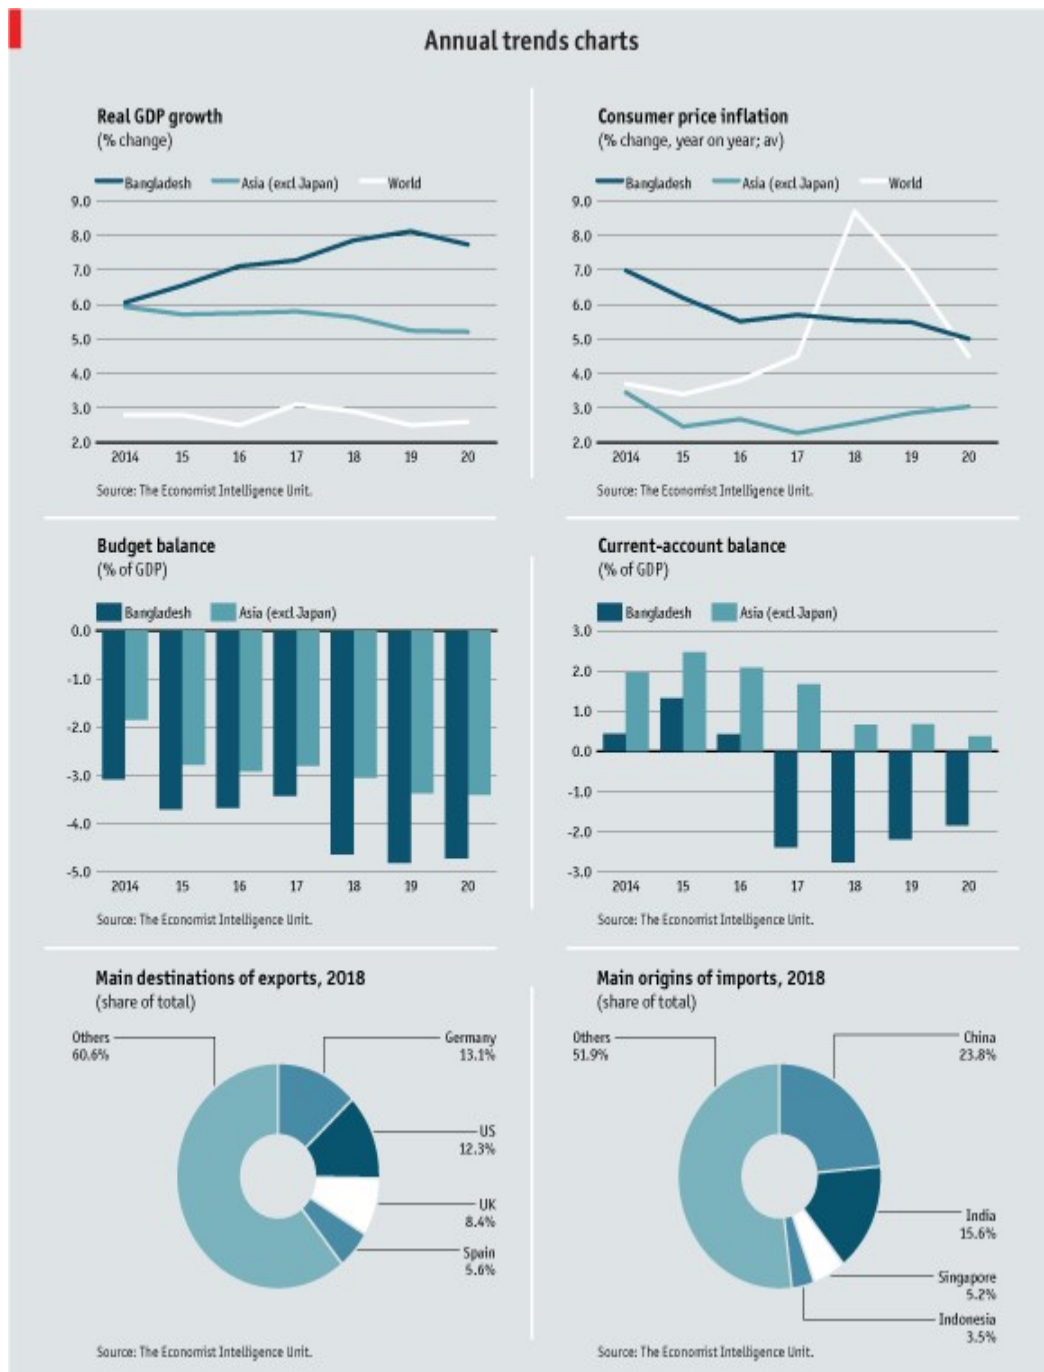 Annual trends charts
Real GDP growth
(% change)
Bangladesh Asia (excl Japan) World
9.0
8.0
7.0
6.0
5.0
4.0
3.0
2.0
2014 15 16 17 18 19 20
Source: The Economist Intelligence Unit.
Consumer price inflation
(% change, year on year; av)
Bangladesh Asia (excl Japan) World
9.0
8.0
7.0
6.0
5.0
4.0
3.0
2.0
2014 15 16 17 18 19 20
Source: The Economist Intelligence Unit.
Budget balance
(% of GDP)
Bangladesh Asia (excl Japan)
0.0
-1.0
-2.0
-3.0
-4.0
-5.0
2014 15 16 17 18 19 20
Source: The Economist Intelligence Unit.
Current-account balance
(% of GDP)
Bangladesh Asia (excl Japan)
3.0
2.0
1.0
0.0
-1.0
-2.0
-3.0
2014 15 16 17 18 19 20
Source: The Economist Intelligence Unit.
Main destinations of exports, 2018
(share of total)
Others
60.6%
Germany
13.1%
US
12.3%
UK
8.4%
Spain
5.6%
Source: The Economist Intelligence Unit.
Main origins of imports, 2018
(share of total)
Others
51.9%
China
23.8%
India
15.6%
Singapore
5.2%
Indonesia
3.5%
Source: The Economist Intelligence Unit.